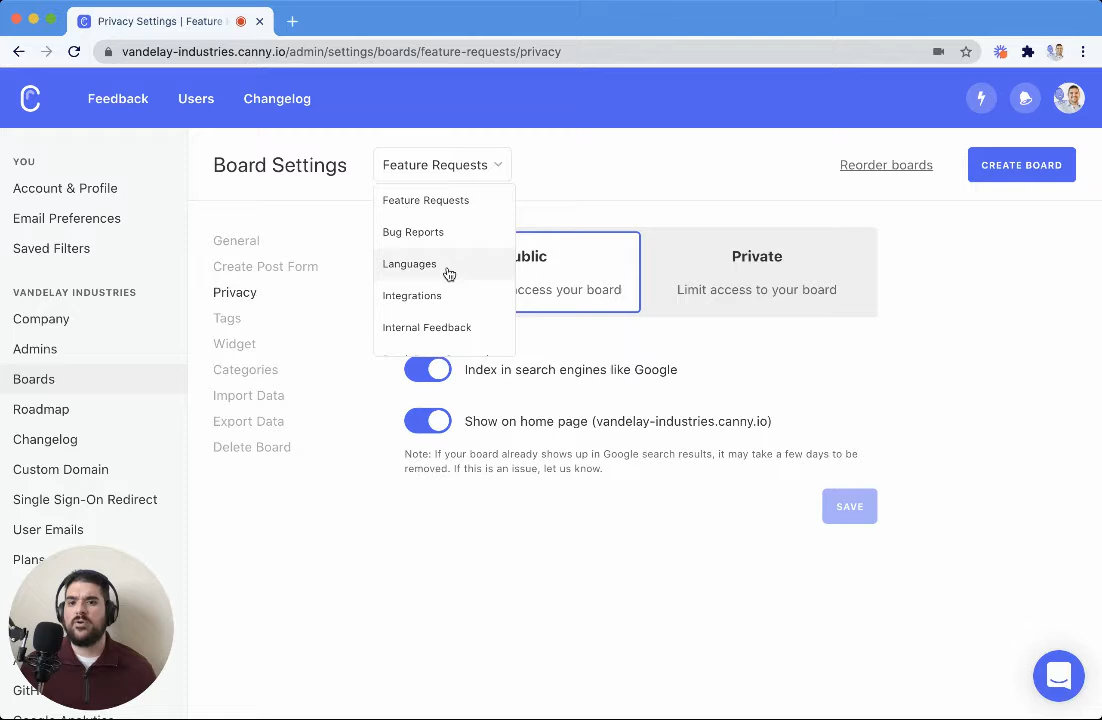 Privacy Settings | Feature
vandelay-industries.canny.io/admin/settings/boards/feature-requests/privacy
Feedback
Users
Changelog
YOU
Account & Profile
Email Preferences
Saved Filters
VANDELAY INDUSTRIES
Company
Admins
Boards
Roadmap
Changelog
Custom Domain
Single Sign-On Redirect
User Emails
Plans
Board Settings
Feature Requests
Reorder boards
CREATE BOARD
Feature Requests
Bug Reports
Languages
Integrations
Internal Feedback
General
Create Post Form
Privacy
Tags
Widget
Categories
Import Data
Export Data
Delete Board
access your board
Private
Limit access to your board
Index in search engines like Google
Show on home page (vandelay-industries.canny.io)
Note: If your board already shows up in Google search results, it may take a few days to be
removed. If this is an issue, let us know.
SAVE